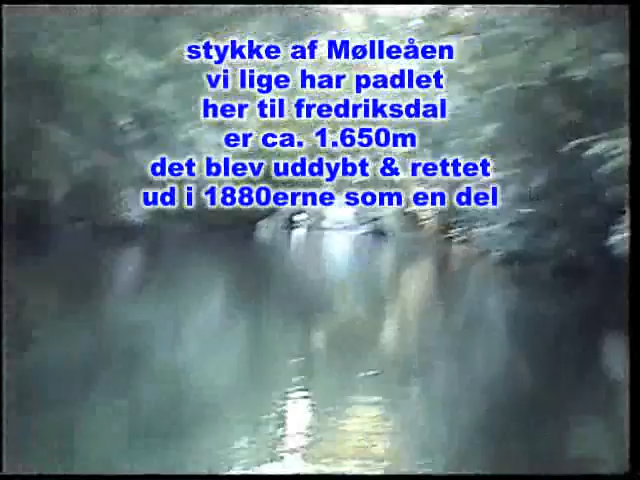 stykke af Mølleåen
vi lige har padlet
her til fredriksdal
er ca. 1.650m
det blev uddybt & rettet
ud i 1880erne som en del